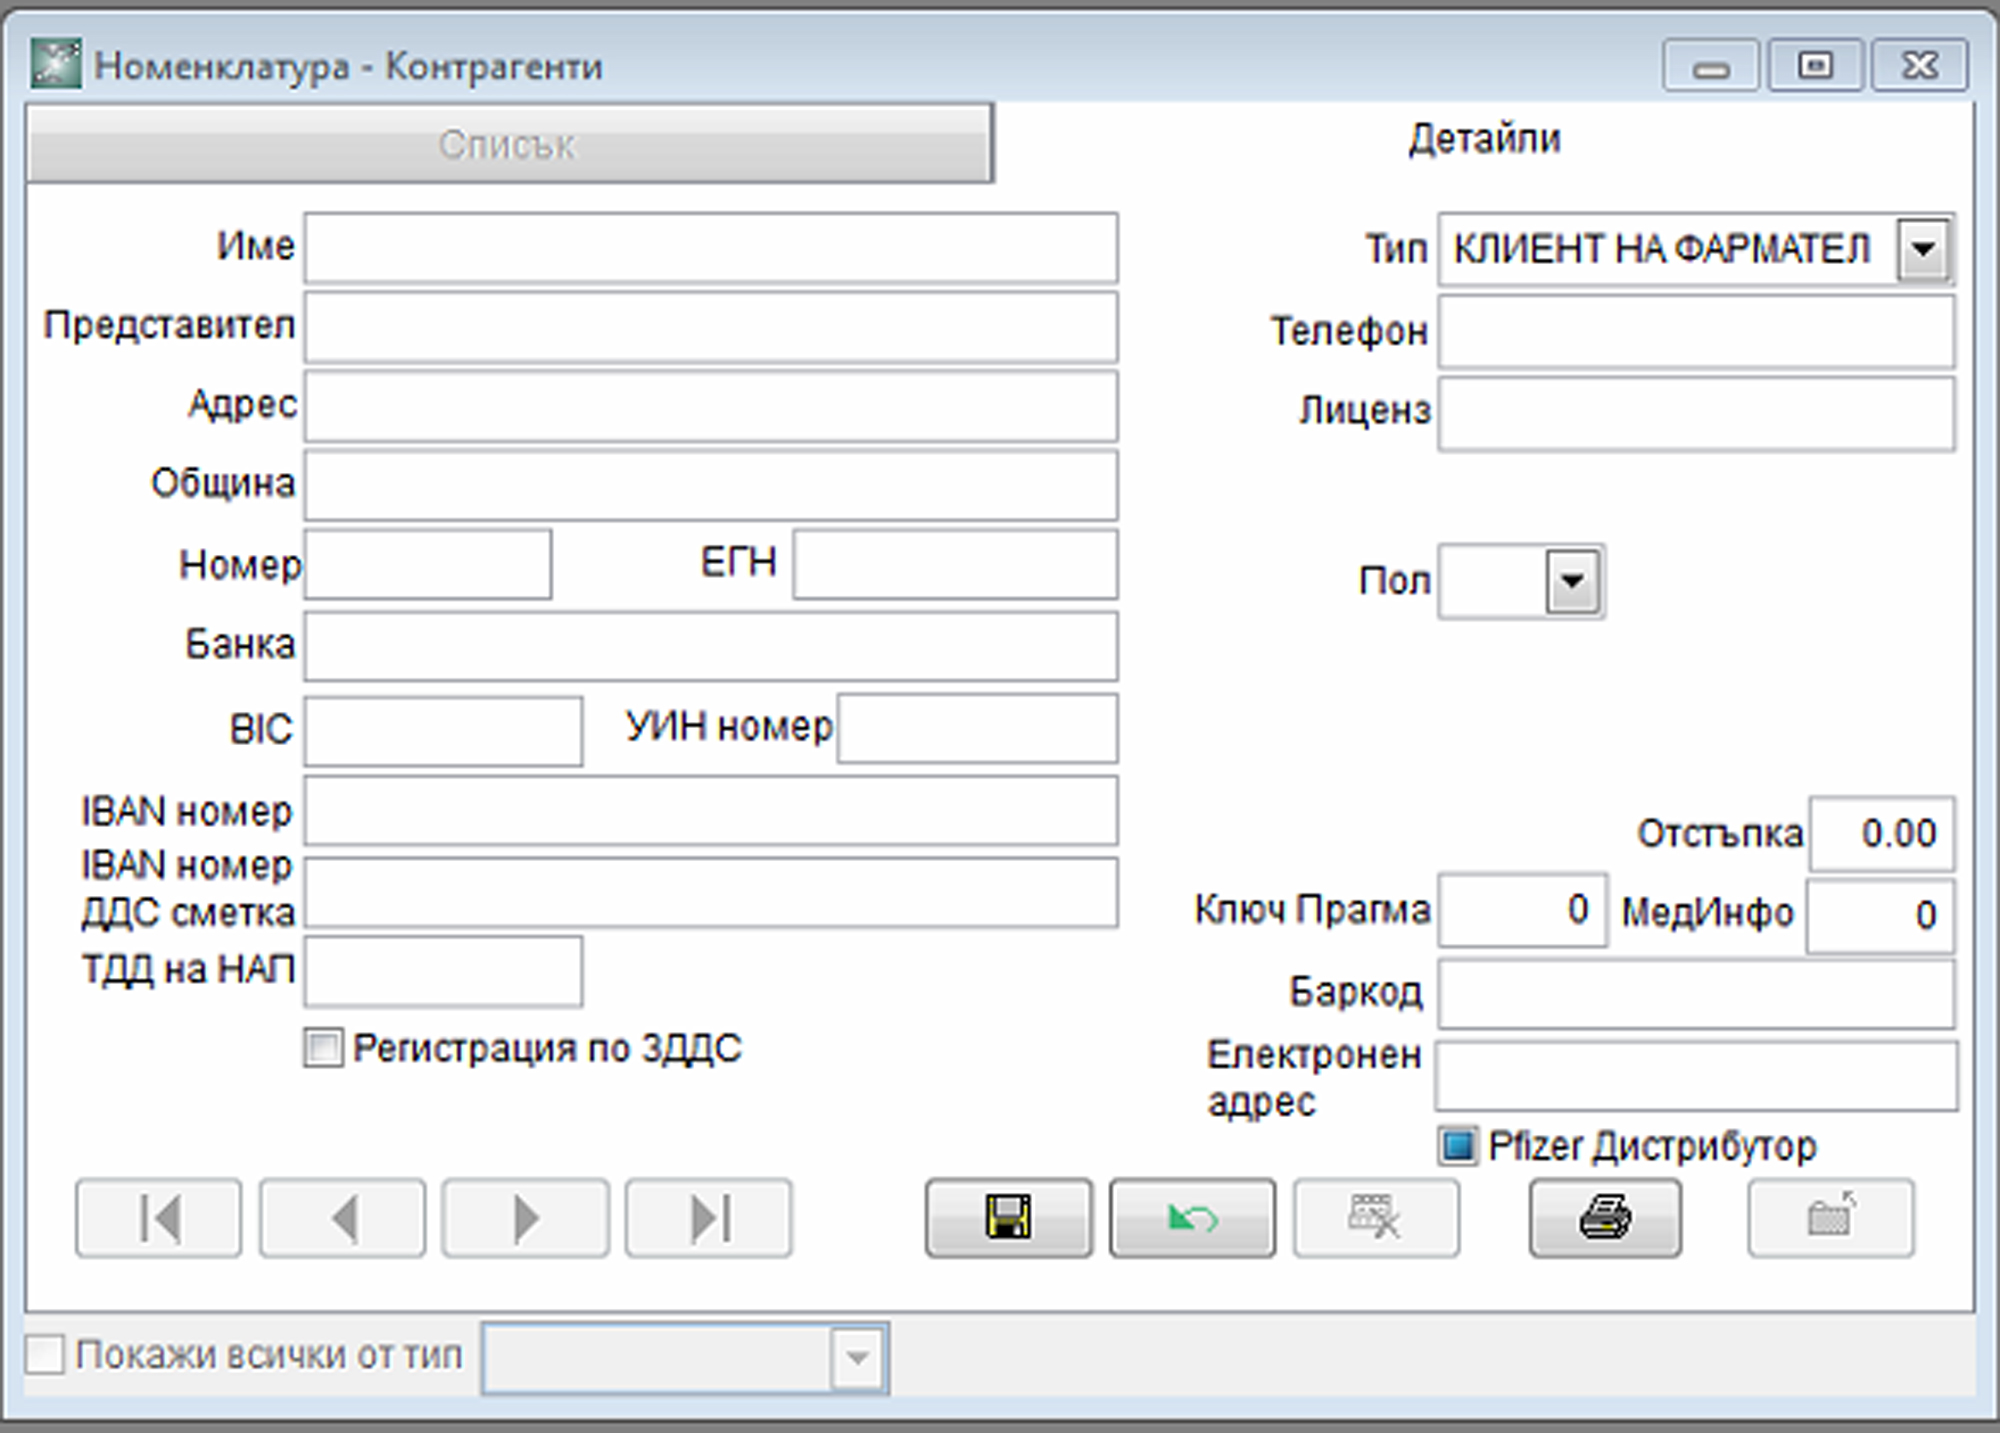 Номенклатура - Контрагенти
Списък
Детайли
Име
Тип КЛИЕНТ НА ФАРМАТЕЛ
Представител
Телефон
Адрес
Лиценз
Община
Номер ЕГН
Пол
Банка
BIC УИН номер
IBAN номер
Отстъпка 0.00
IBAN номер
ДДС сметка
Ключ Прагма 0 МедИнфо 0
ТДД на НАП
Баркод
Регистрация по ЗДДС
Електронен
адрес
Pfizer Дистрибутор
Покажи всички от тип